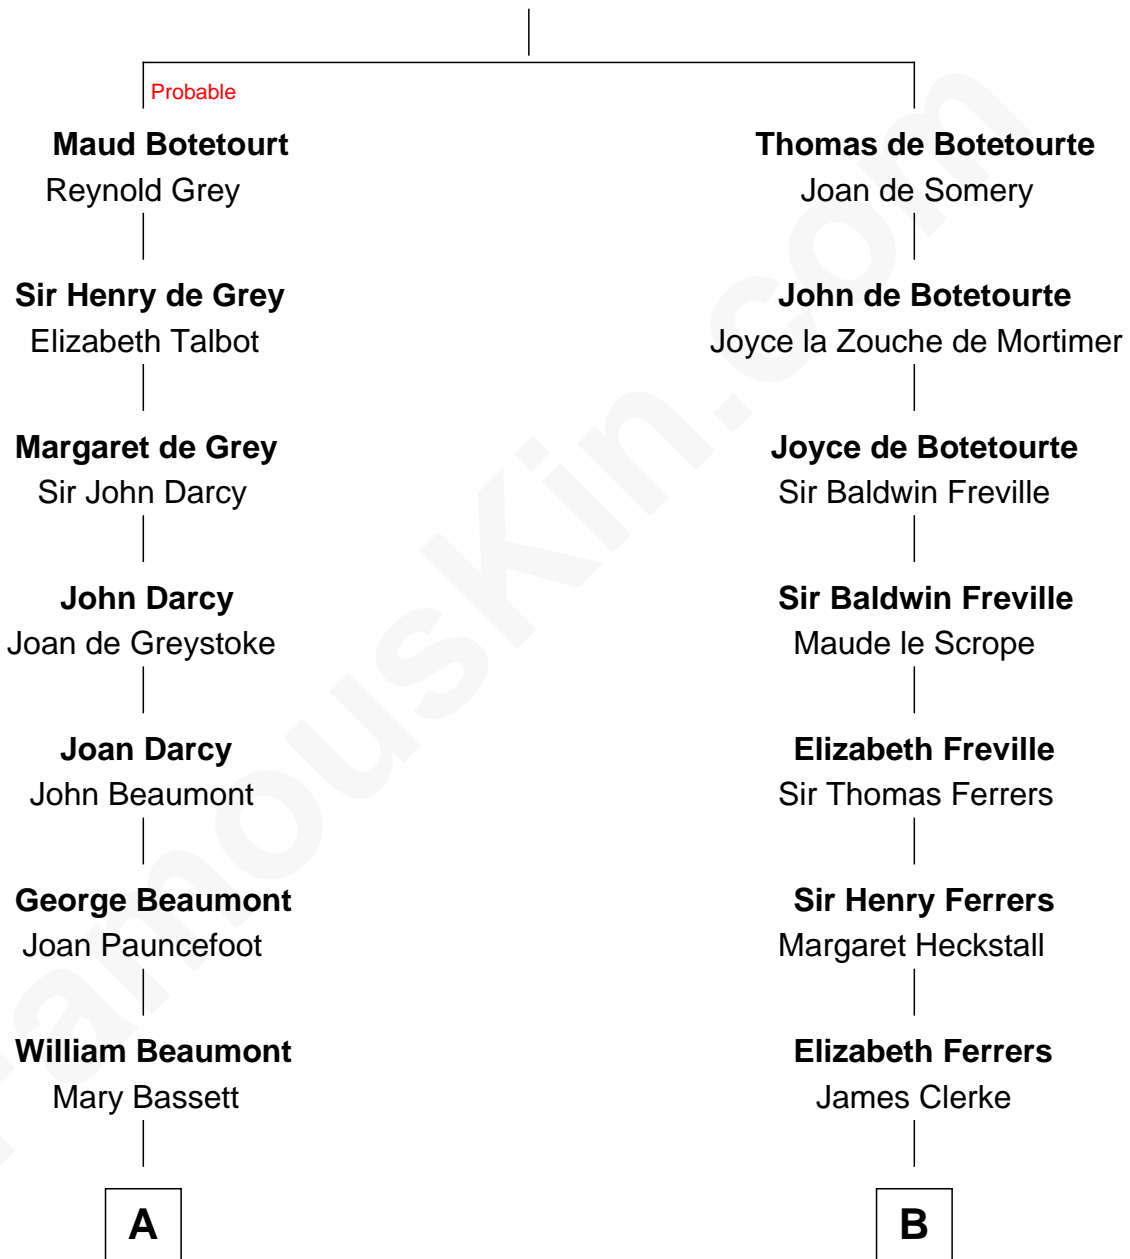 Probable
Maud Botetourt
Reynold Grey
Sir Henry de Grey
Elizabeth Talbot
Margaret de Grey
Sir John Darcy
John Darcy
Joan de Greystoke
Joan Darcy
John Beaumont
George Beaumont
Joan Pauncefoot
William Beaumont
Mary Bassett
A
Thomas de Botetourte
Joan de Somery
John de Botetourte
Joyce la Zouche de Mortimer
Joyce de Botetourte
Sir Baldwin Freville
Sir Baldwin Freville
Maude le Scrope
Elizabeth Freville
Sir Thomas Ferrers
Sir Henry Ferrers
Margaret Heckstall
Elizabeth Ferrers
James Clerke
B
FamousKin.com